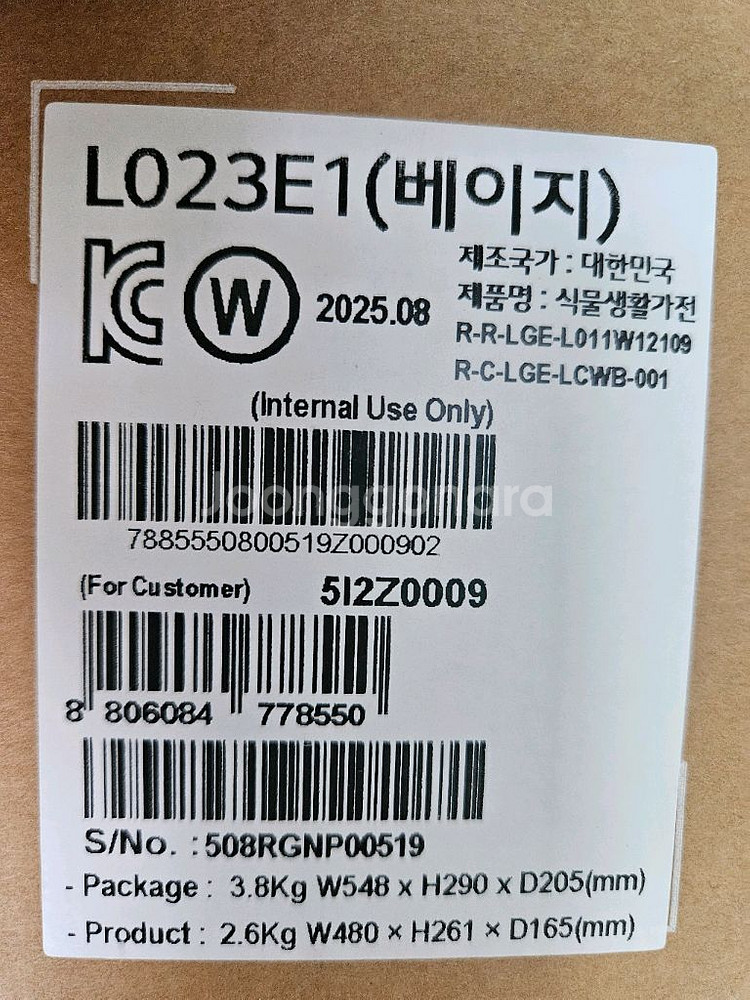 L023E1(베이지)
제조국가 : 대한민국
제품명 : 식물생활가전
2025.08
R-R-LGE-L011W12109
R-C-LGE-LCWB-001
(Internal Use Only)
Joonggonara
7885550800519Z000902
(For Customer) 5I2Z0009
8 806084 778550
S/No. : 508RGNP00519
- Package : 3.8Kg W548 x H290 x D205(mm)
- Product : 2.6Kg W480 × H261 × D165(mm)